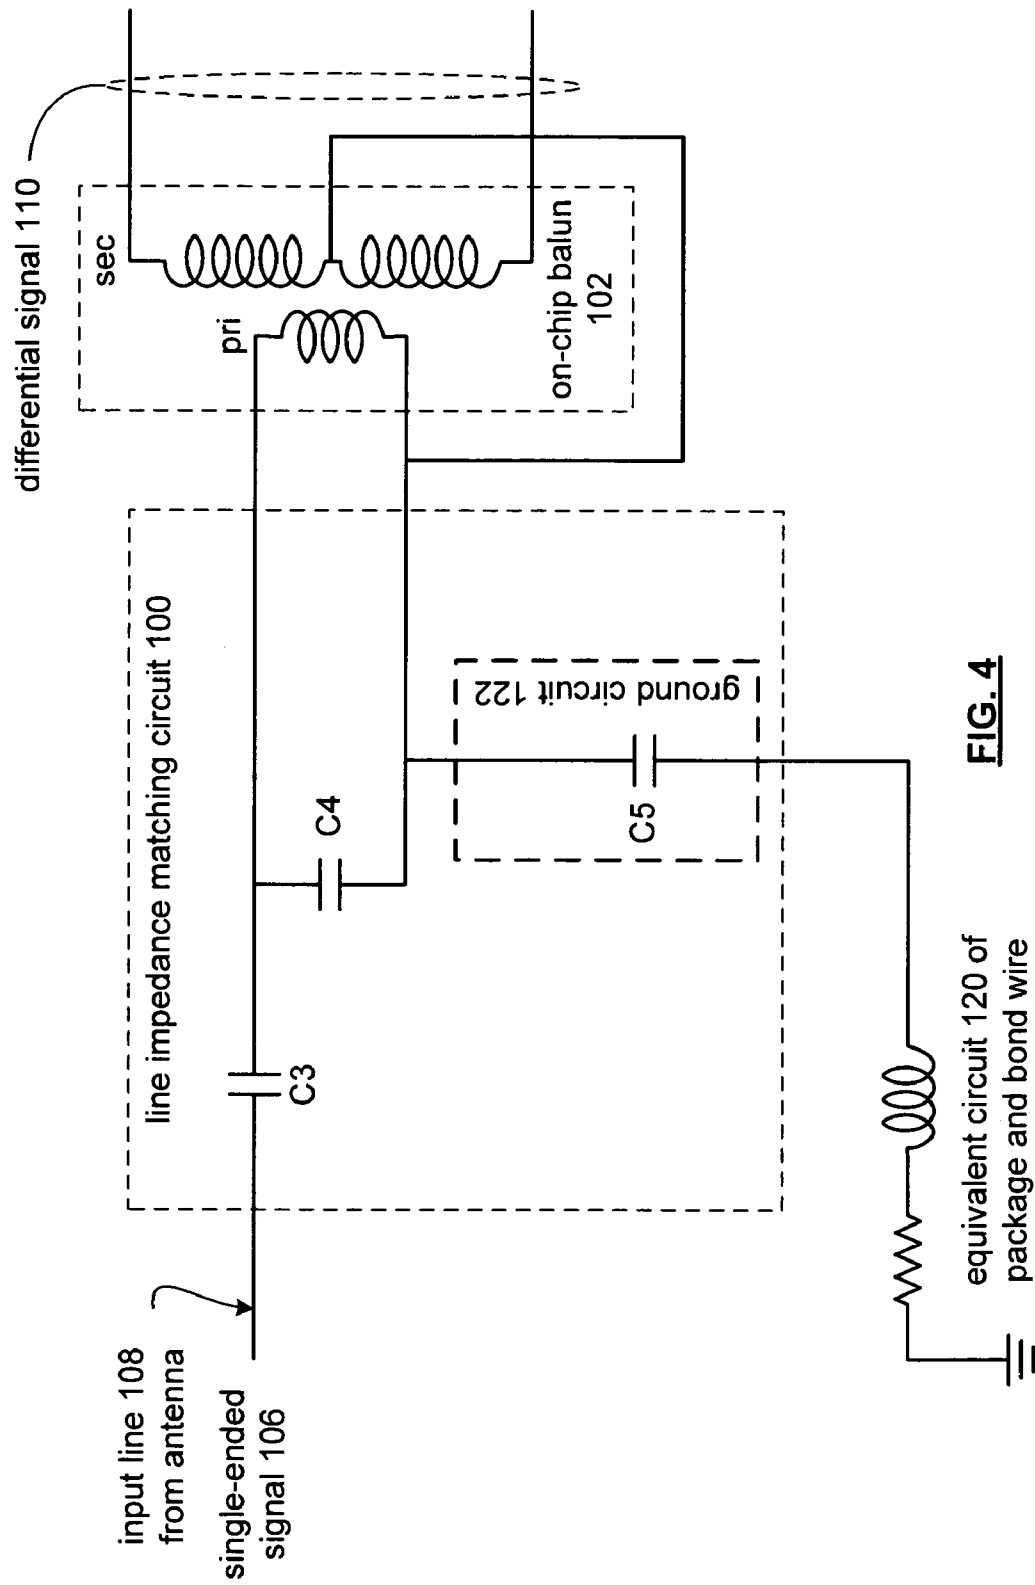 differential signal 110
sec
pri
on-chip balun
102
line impedance matching circuit 100
ground circuit 122
C4
C5
C3
input line 108
from antenna
single-ended
signal 106
equivalent circuit 120 of
package and bond wire
FIG. 4